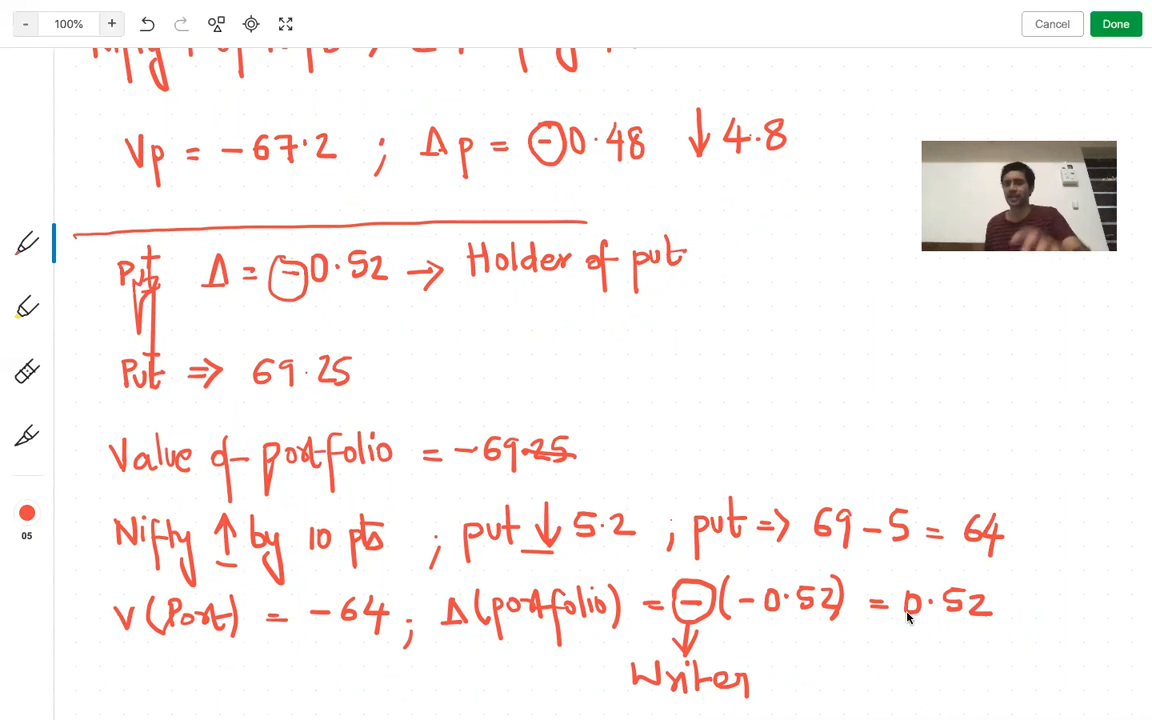 - 100% +
Cancel Done
Vp = -67.2 ; Δp = -0.48 ↓ 4.8
Put Δ = -0.52 → Holder of put
Put ⇒ 69.25
Value of portfolio = -69.25
Nifty ↑ by 10 pts ; put ↓ 5.2 ; put ⇒ 69 - 5 = 64
V(Port) = -64 ; Δ(portfolio) = -(-0.52) = 0.52
Writer
05